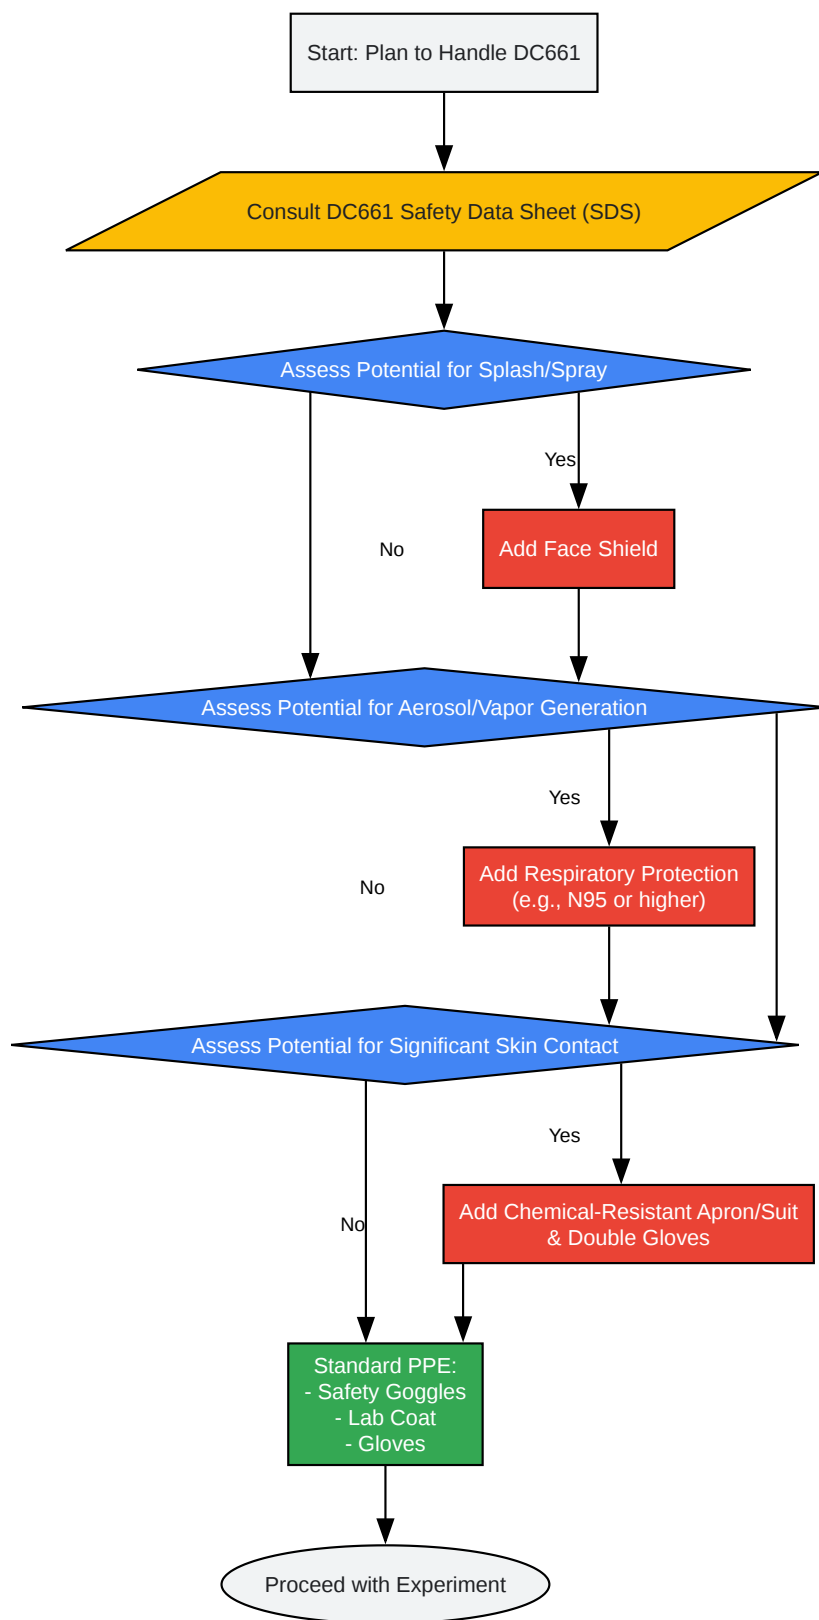 Start: Plan to Handle DC661
Consult DC661 Safety Data Sheet (SDS)
Assess Potential for Splash/Spray
Yes
No
Add Face Shield
Assess Potential for Aerosol/Vapor Generation
Yes
No
Add Respiratory Protection
(e.g., N95 or higher)
Assess Potential for Significant Skin Contact
Yes
No
Add Chemical-Resistant Apron/Suit
& Double Gloves
Standard PPE:
- Safety Goggles
- Lab Coat
- Gloves
Proceed with Experiment